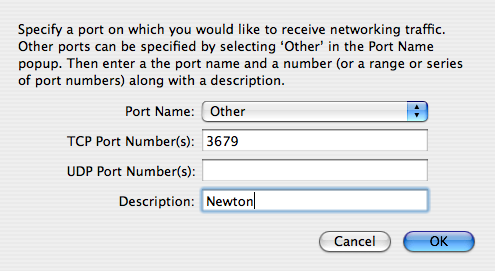 Specify a port on which you would like to receive networking traffic.
Other ports can be specified by selecting 'Other' in the Port Name
popup. Then enter a the port name and a number (or a range or series
of port numbers) along with a description.
Port Name: Other
TCP Port Number(s): 3679
UDP Port Number(s):
Description: Newton
Cancel OK